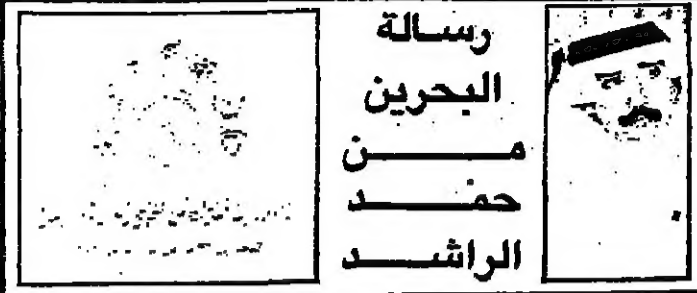 رسالة
البحرين
من
حمد
الراشد